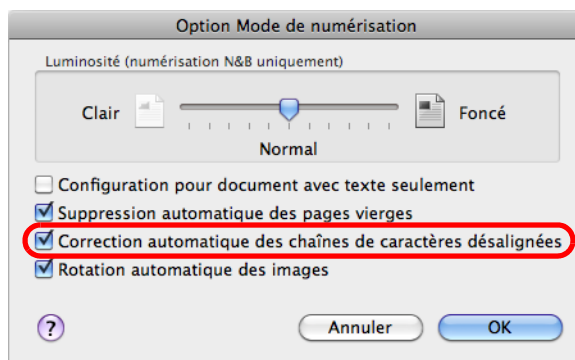 Option Mode de numérisation
Luminosité (numérisation N&B uniquement)
Clair Foncé
Normal
Configuration pour document avec texte seulement
Suppression automatique des pages vierges
Correction automatique des chaînes de caractères désalignées
Rotation automatique des images
? Annuler OK